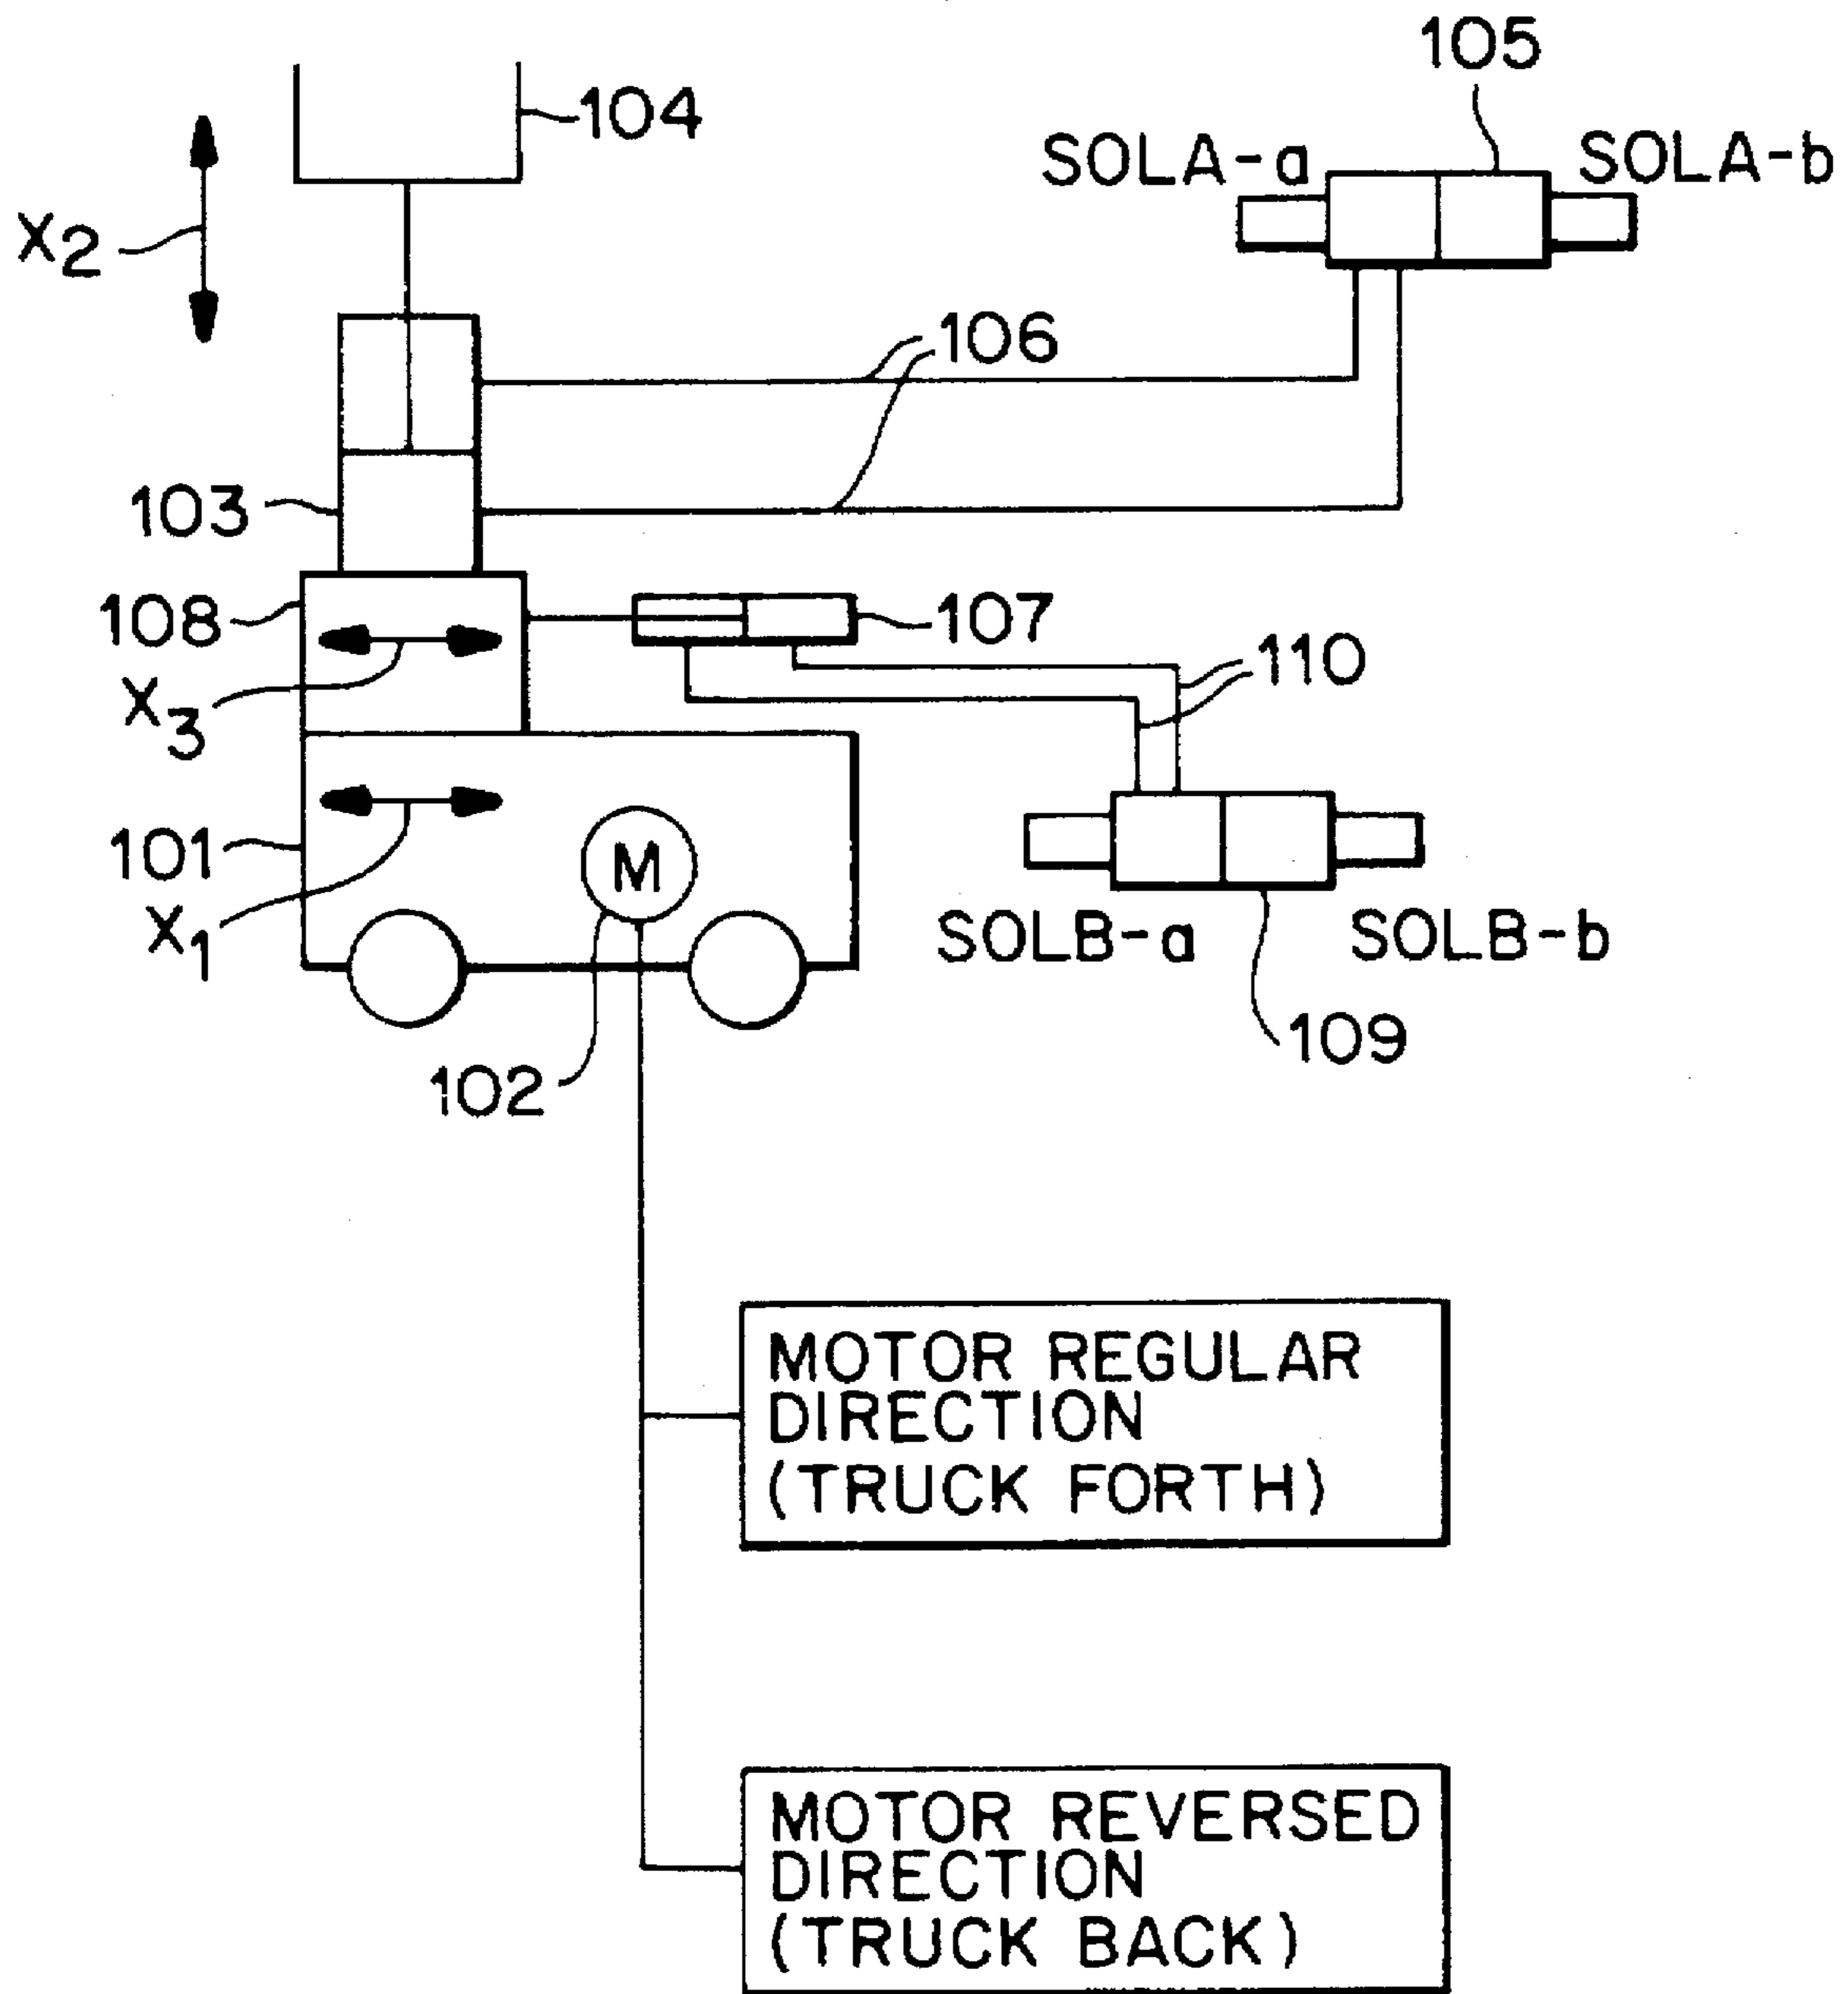 105
104
SOLA-a
SOLA-b
X2
106
103
108
107
X3
110
101
M
X1
SOLB-a
SOLB-b
109
102
MOTOR REGULAR
DIRECTION
(TRUCK FORTH)
MOTOR REVERSED
DIRECTION
(TRUCK BACK)